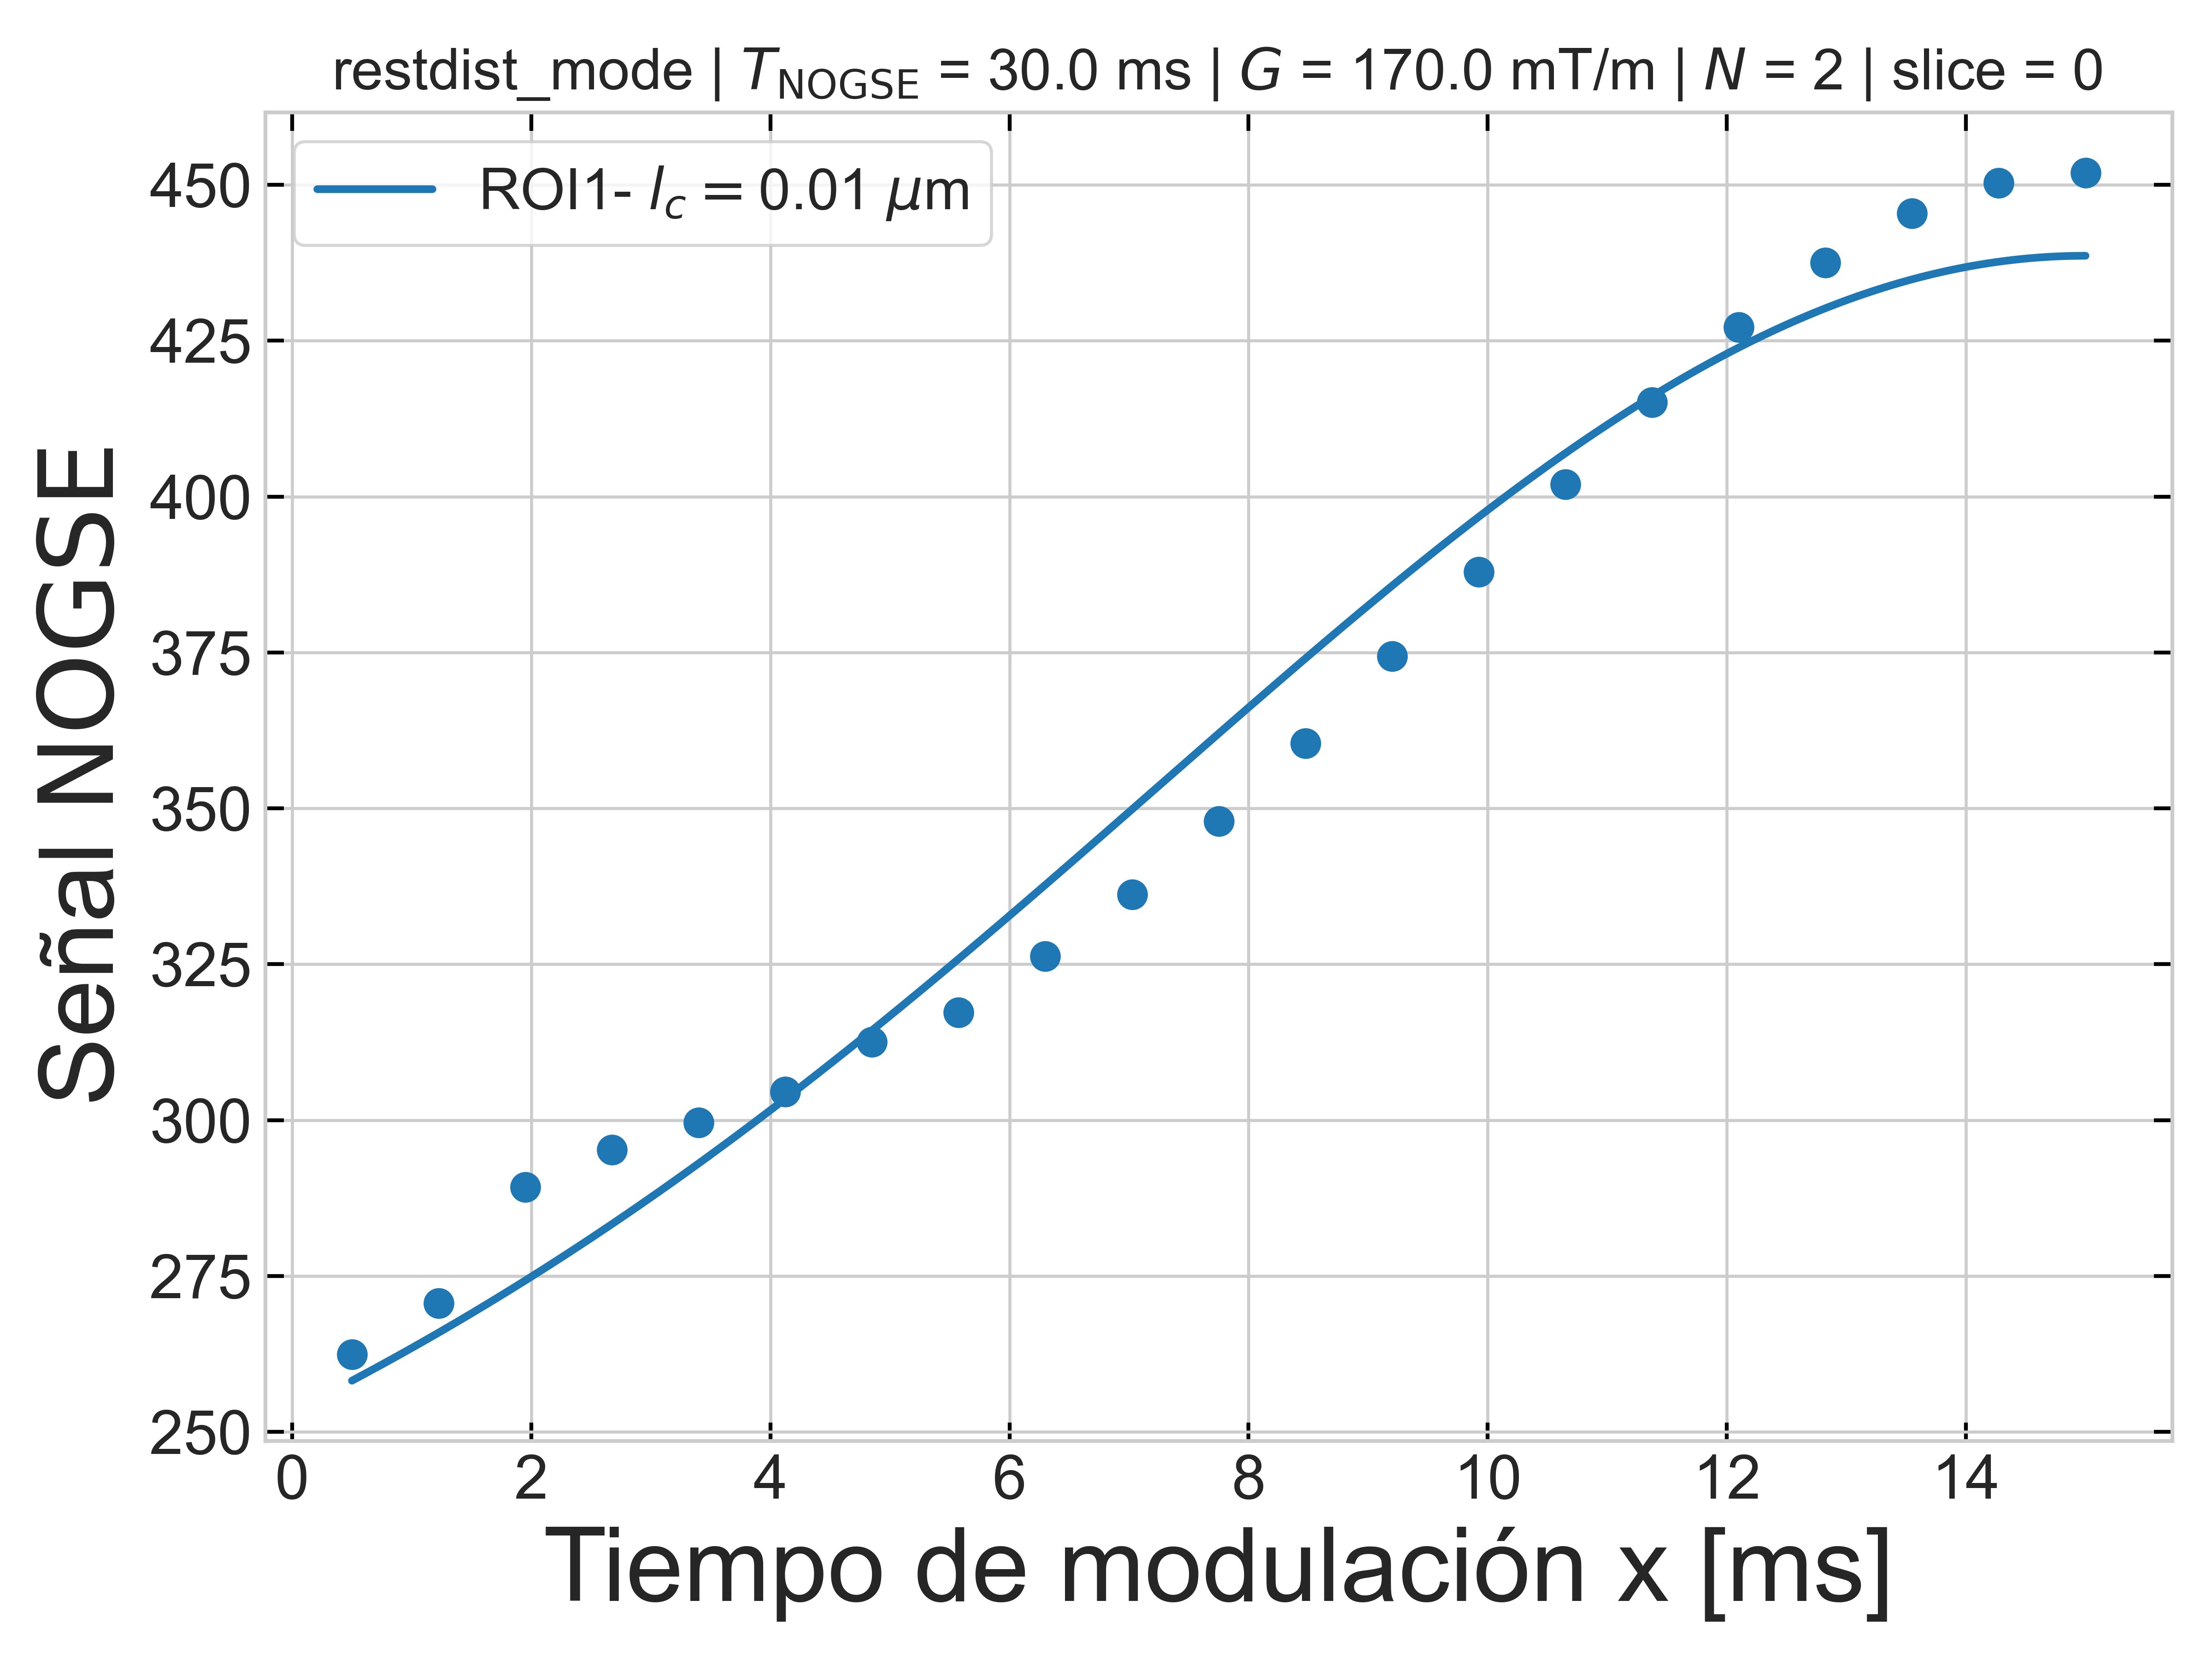 restdist_mode | T_NOGSE = 30.0 ms | G = 170.0 mT/m | N = 2 | slice = 0
ROI1- l_c = 0.01 μm
Señal NOGSE
450
425
400
375
350
325
300
275
250
0 2 4 6 8 10 12 14
Tiempo de modulación x [ms]